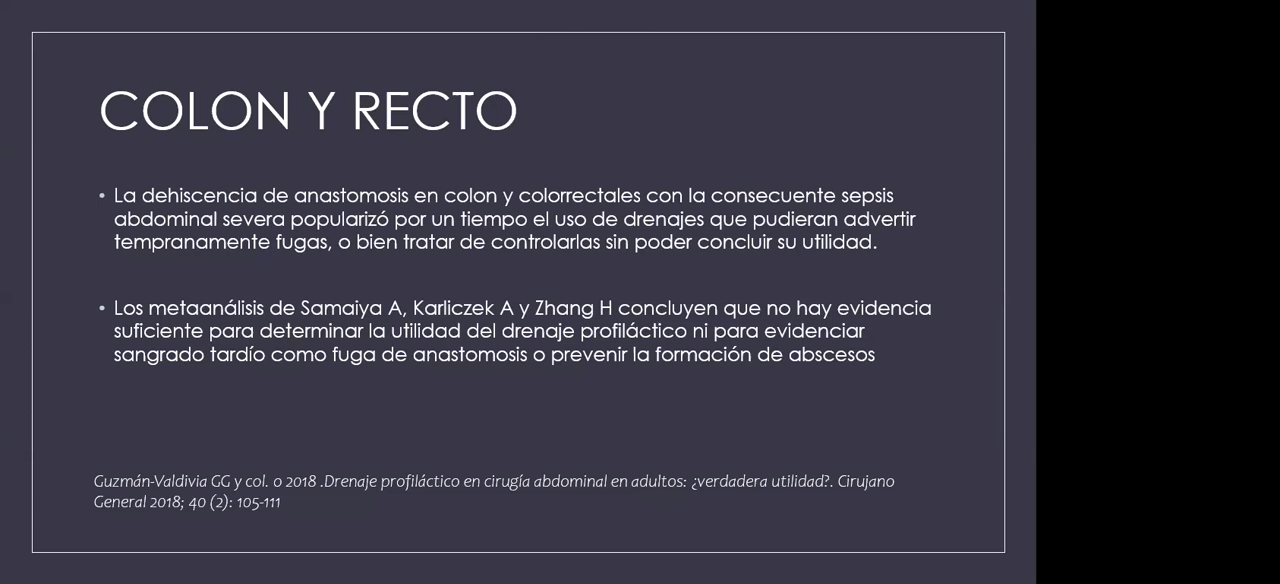 COLON Y RECTO
• La dehiscencia de anastomosis en colon y colorrectales con la consecuente sepsis
abdominal severa popularizó por un tiempo el uso de drenajes que pudieran advertir
tempranamente fugas, o bien tratar de controlarlas sin poder concluir su utilidad.
• Los metaanálisis de Samaiya A, Karliczek A y Zhang H concluyen que no hay evidencia
suficiente para determinar la utilidad del drenaje profiláctico ni para evidenciar
sangrado tardío como fuga de anastomosis o prevenir la formación de abscesos
Guzmán-Valdivia GG y col. 0 2018 .Drenaje profiláctico en cirugía abdominal en adultos: ¿verdadera utilidad?. Cirujano
General 2018; 40 (2): 105-111